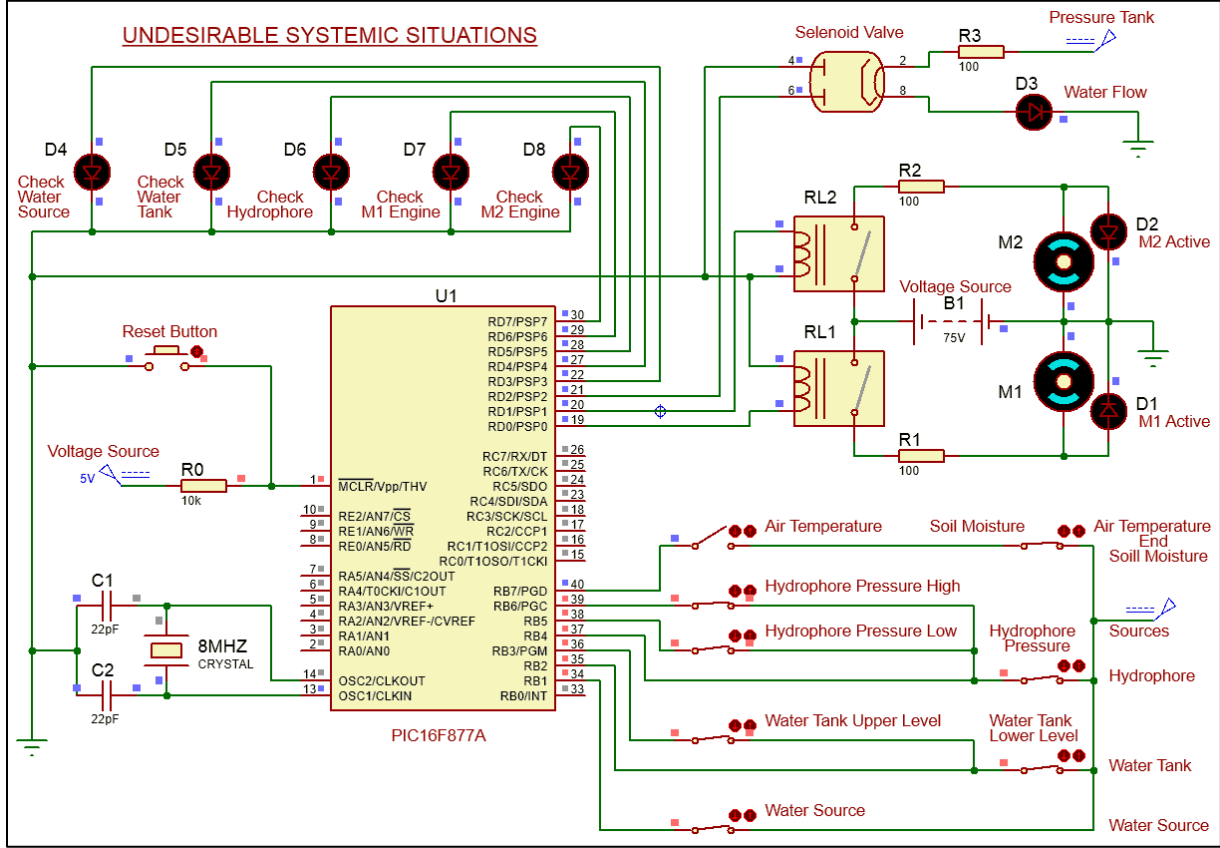 UNDESIRABLE SYSTEMIC SITUATIONS
Pressure Tank
Selenoid Valve
R3
100
4
2
6
8
D3
Water Flow
D4
Check
Water
Source
D5
Check
Water
Tank
D6
Check
Hydrophore
D7
Check
M1 Engine
D8
Check
M2 Engine
R2
100
RL2
M2
D2
M2 Active
Voltage Source
B1
75V
RL1
M1
D1
M1 Active
R1
100
U1
Reset Button
Voltage Source
5V
R0
10k
C1
22pF
C2
22pF
8MHZ
CRYSTAL
1 MCLR/Vpp/THV
10 RE2/AN7/CS
9 RE1/AN6/WR
8 RE0/AN5/RD
7 RA5/AN4/SS/C2OUT
6 RA4/T0CKI/C1OUT
5 RA3/AN3/VREF+
4 RA2/AN2/VREF-/CVREF
3 RA1/AN1
2 RA0/AN0
14 OSC2/CLKOUT
13 OSC1/CLKIN
RD7/PSP7 30
RD6/PSP6 29
RD5/PSP5 28
RD4/PSP4 27
RD3/PSP3 22
RD2/PSP2 21
RD1/PSP1 20
RD0/PSP0 19
RC7/RX/DT 26
RC6/TX/CK 25
RC5/SDO 24
RC4/SDI/SDA 23
RC3/SCK/SCL 18
RC2/CCP1 17
RC1/T1OSI/CCP2 16
RC0/T1OSO/T1CKI 15
RB7/PGD 40
RB6/PGC 39
RB5 38
RB4 37
RB3/PGM 36
RB2 35
RB1 34
RB0/INT 33
PIC16F877A
Air Temperature
Soil Moisture
Air Temperature
End
Soill Moisture
Hydrophore Pressure High
Hydrophore Pressure Low
Hydrophore
Pressure
Sources
Hydrophore
Water Tank Upper Level
Water Tank
Lower Level
Water Tank
Water Source
Water Source